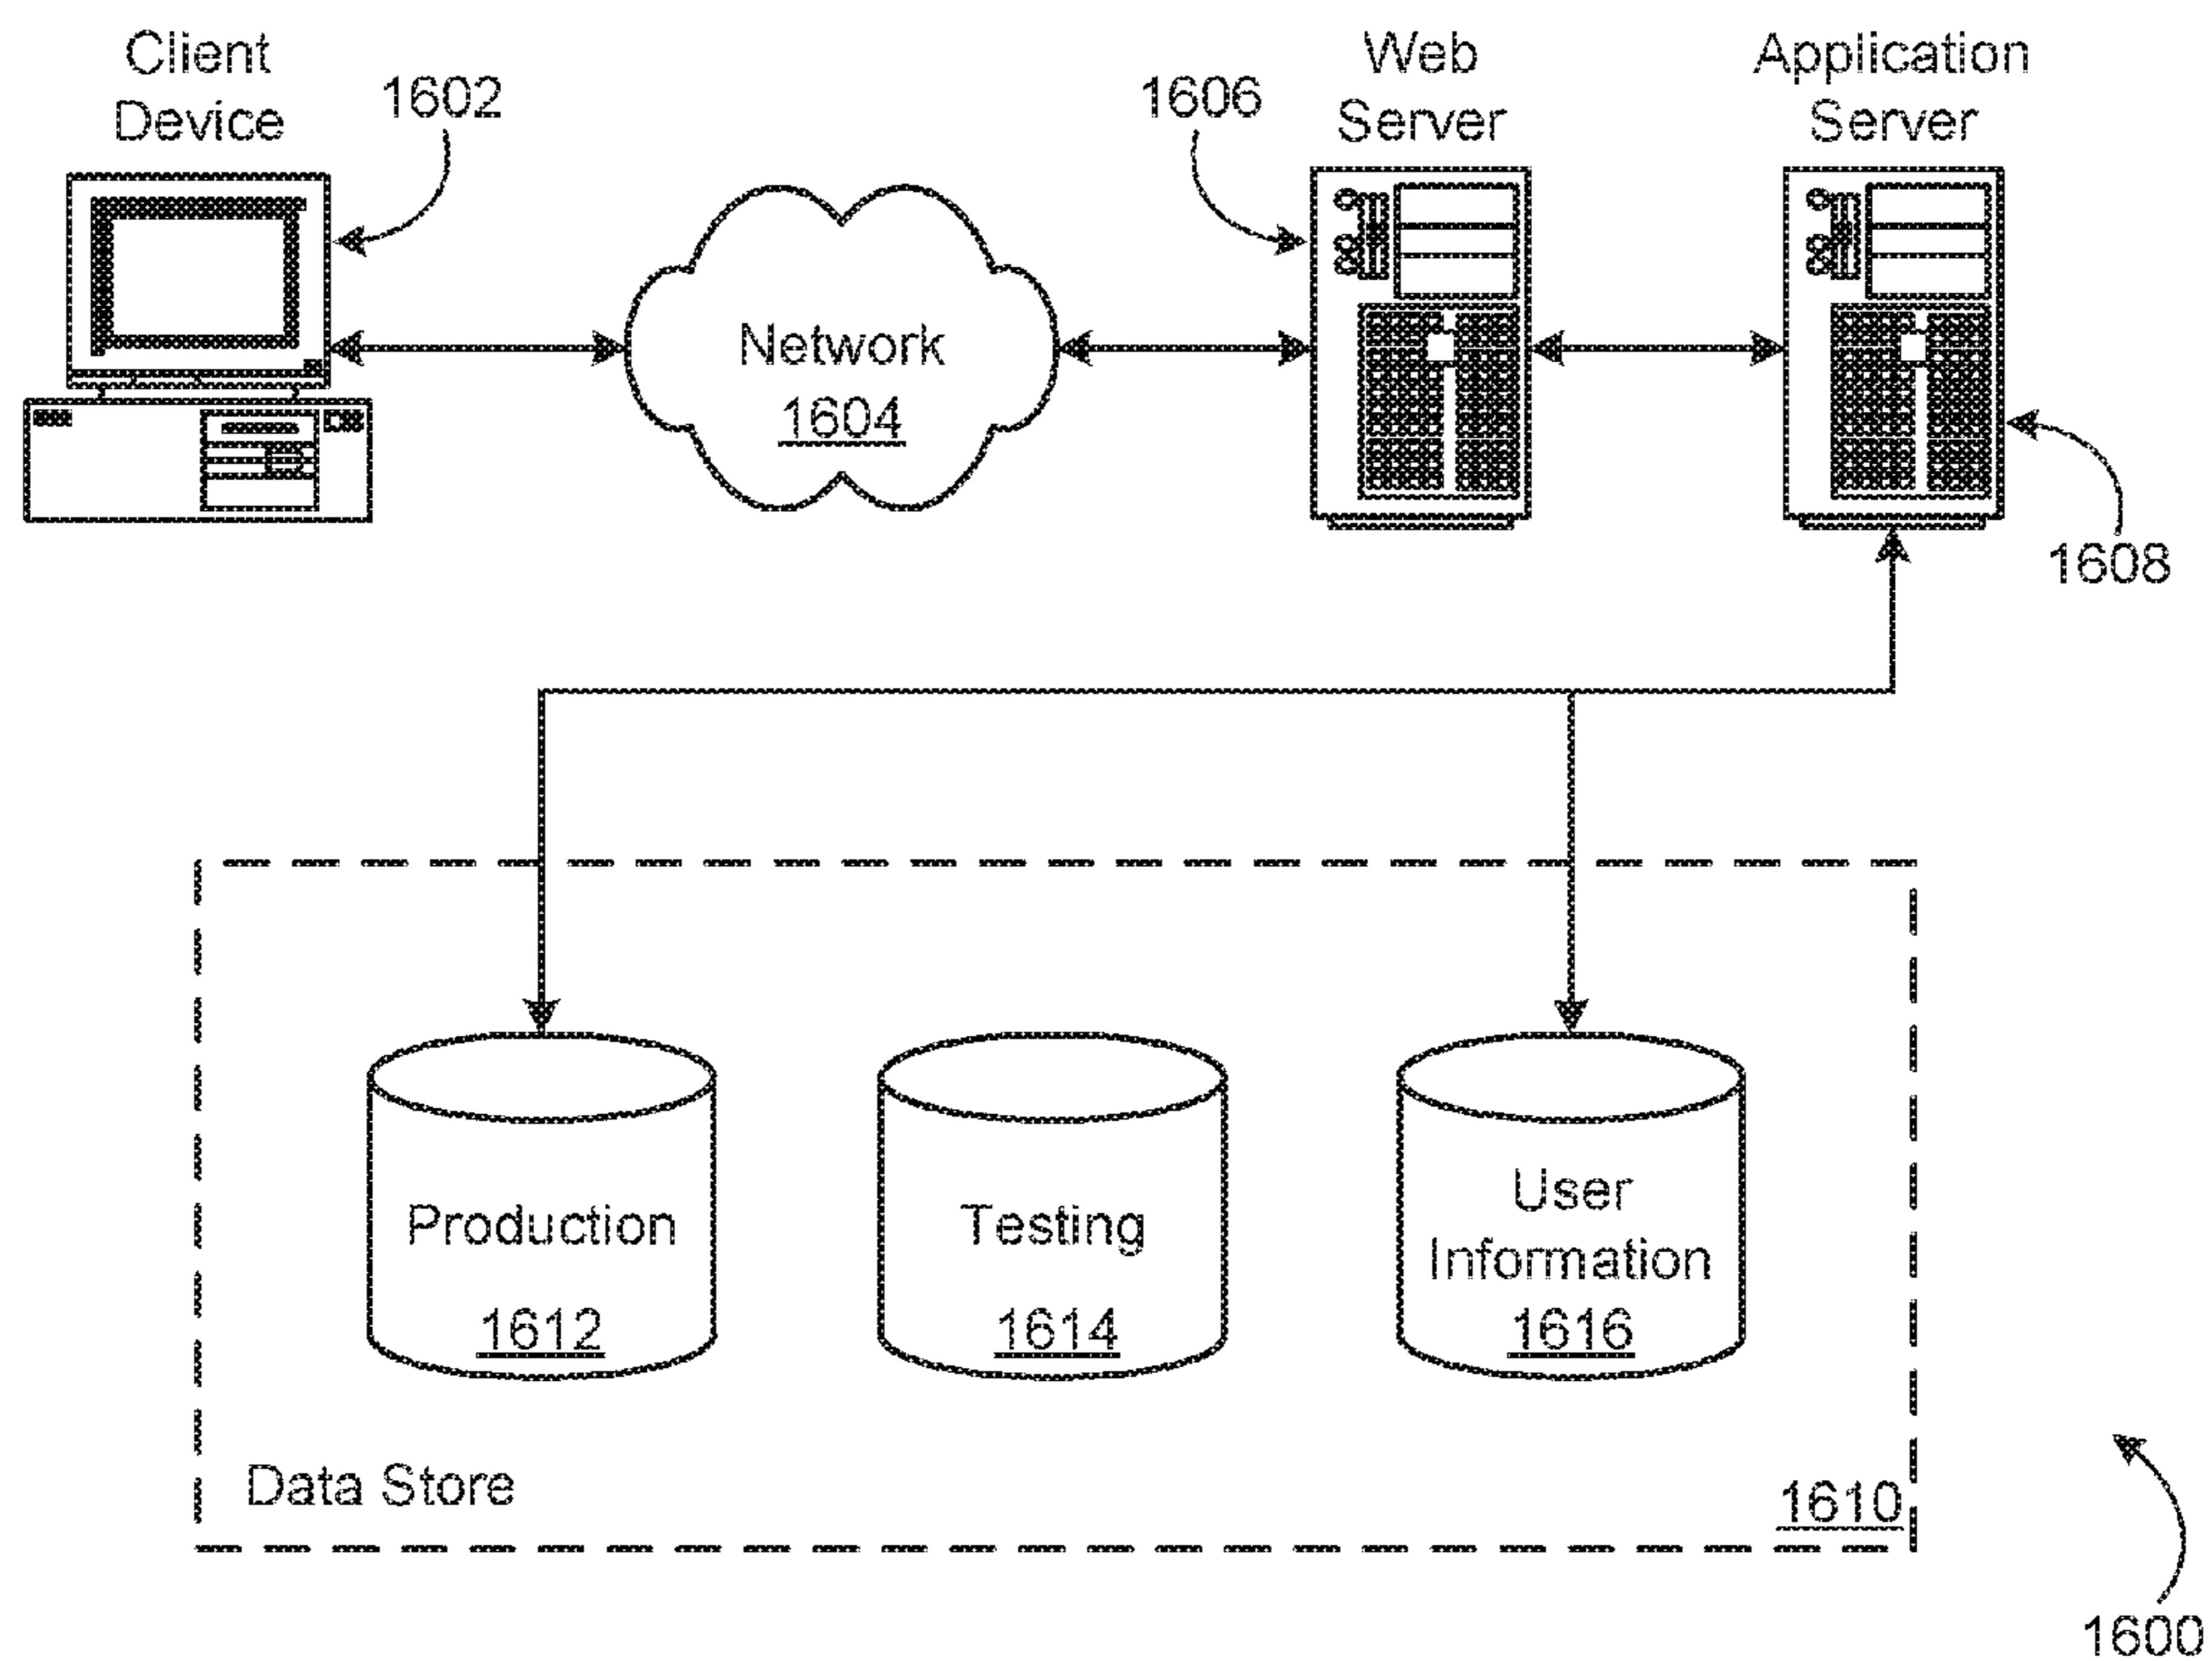 Client
Device
1602
1606
Web
Server
Application
Server
Network
1604
1608
Production
1612
Testing
1614
User
Information
1616
Data Store
1610
1600